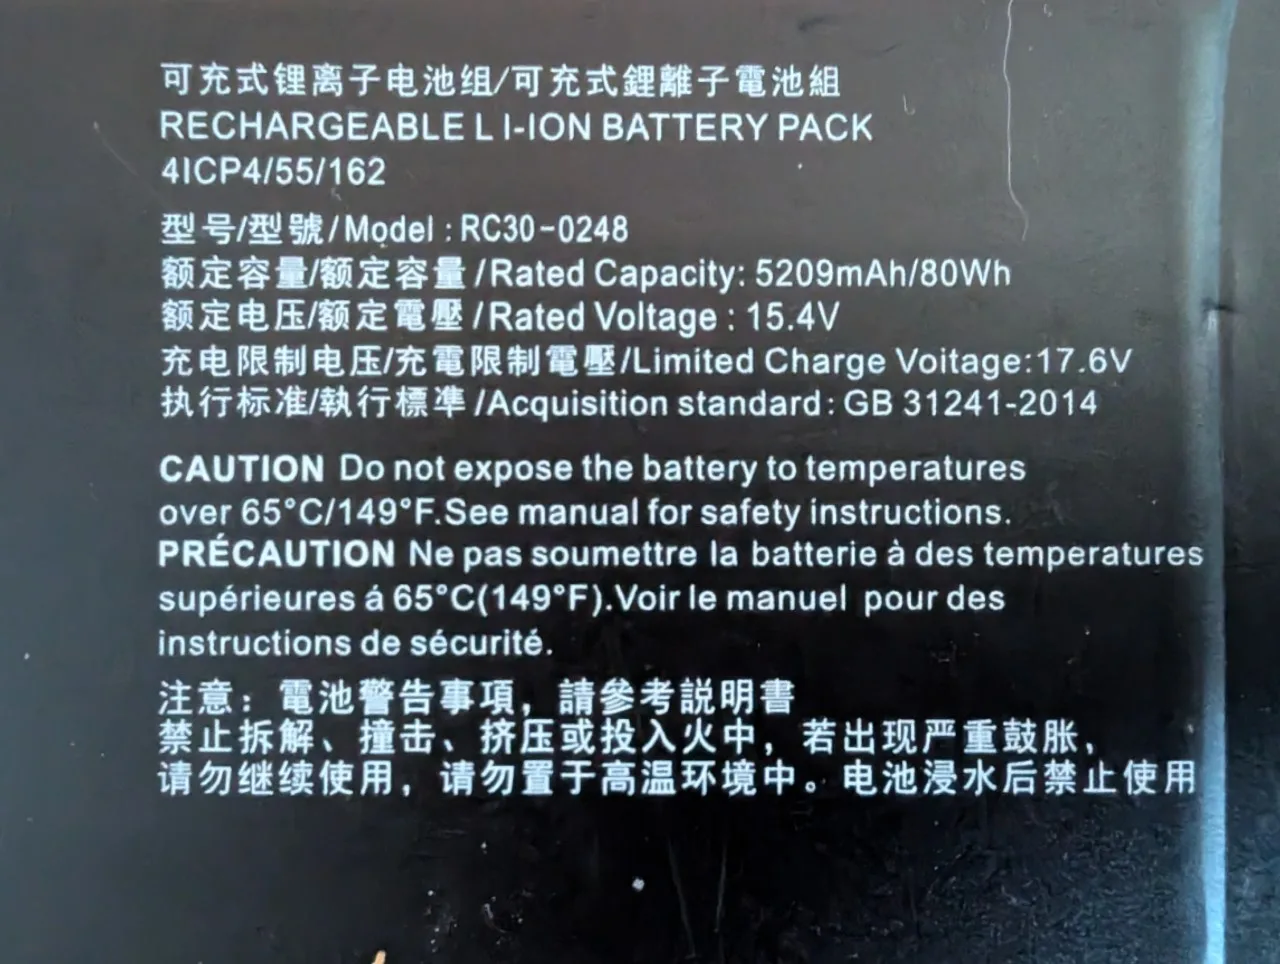 可充式锂离子电池组/可充式鋰離子電池組
RECHARGEABLE L I-ION BATTERY PACK
4ICP4/55/162
型号/型號/Model : RC30-0248
额定容量/额定容量/Rated Capacity: 5209mAh/80Wh
额定电压/额定電壓/Rated Voltage : 15.4V
充电限制电压/充電限制電壓/Limited Charge Voitage:17.6V
执行标准/執行標準/Acquisition standard: GB 31241-2014
CAUTION Do not expose the battery to temperatures
over 65°C/149°F.See manual for safety instructions.
PRÉCAUTION Ne pas soumettre la batterie à des temperatures
supérieures á 65°C(149°F).Voir le manuel pour des
instructions de sécurité.
注意：電池警告事項，請參考説明書
禁止拆解、撞击、挤压或投入火中，若出现严重鼓胀，
请勿继续使用，请勿置于高温环境中。电池浸水后禁止使用